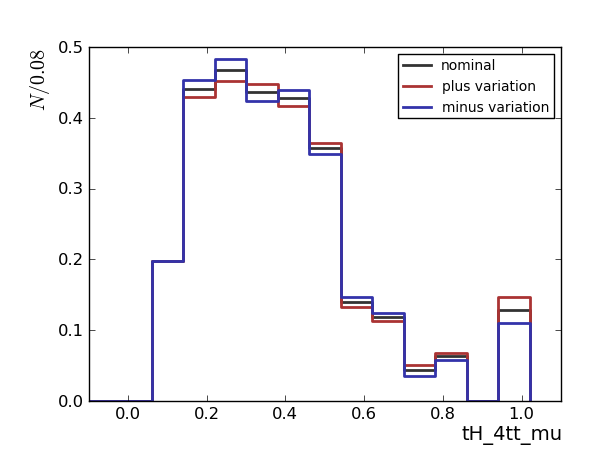 N/0.08
0.5
0.4
0.3
0.2
0.1
0.0
nominal
plus variation
minus variation
0.0 0.2 0.4 0.6 0.8 1.0
tH_4tt_mu